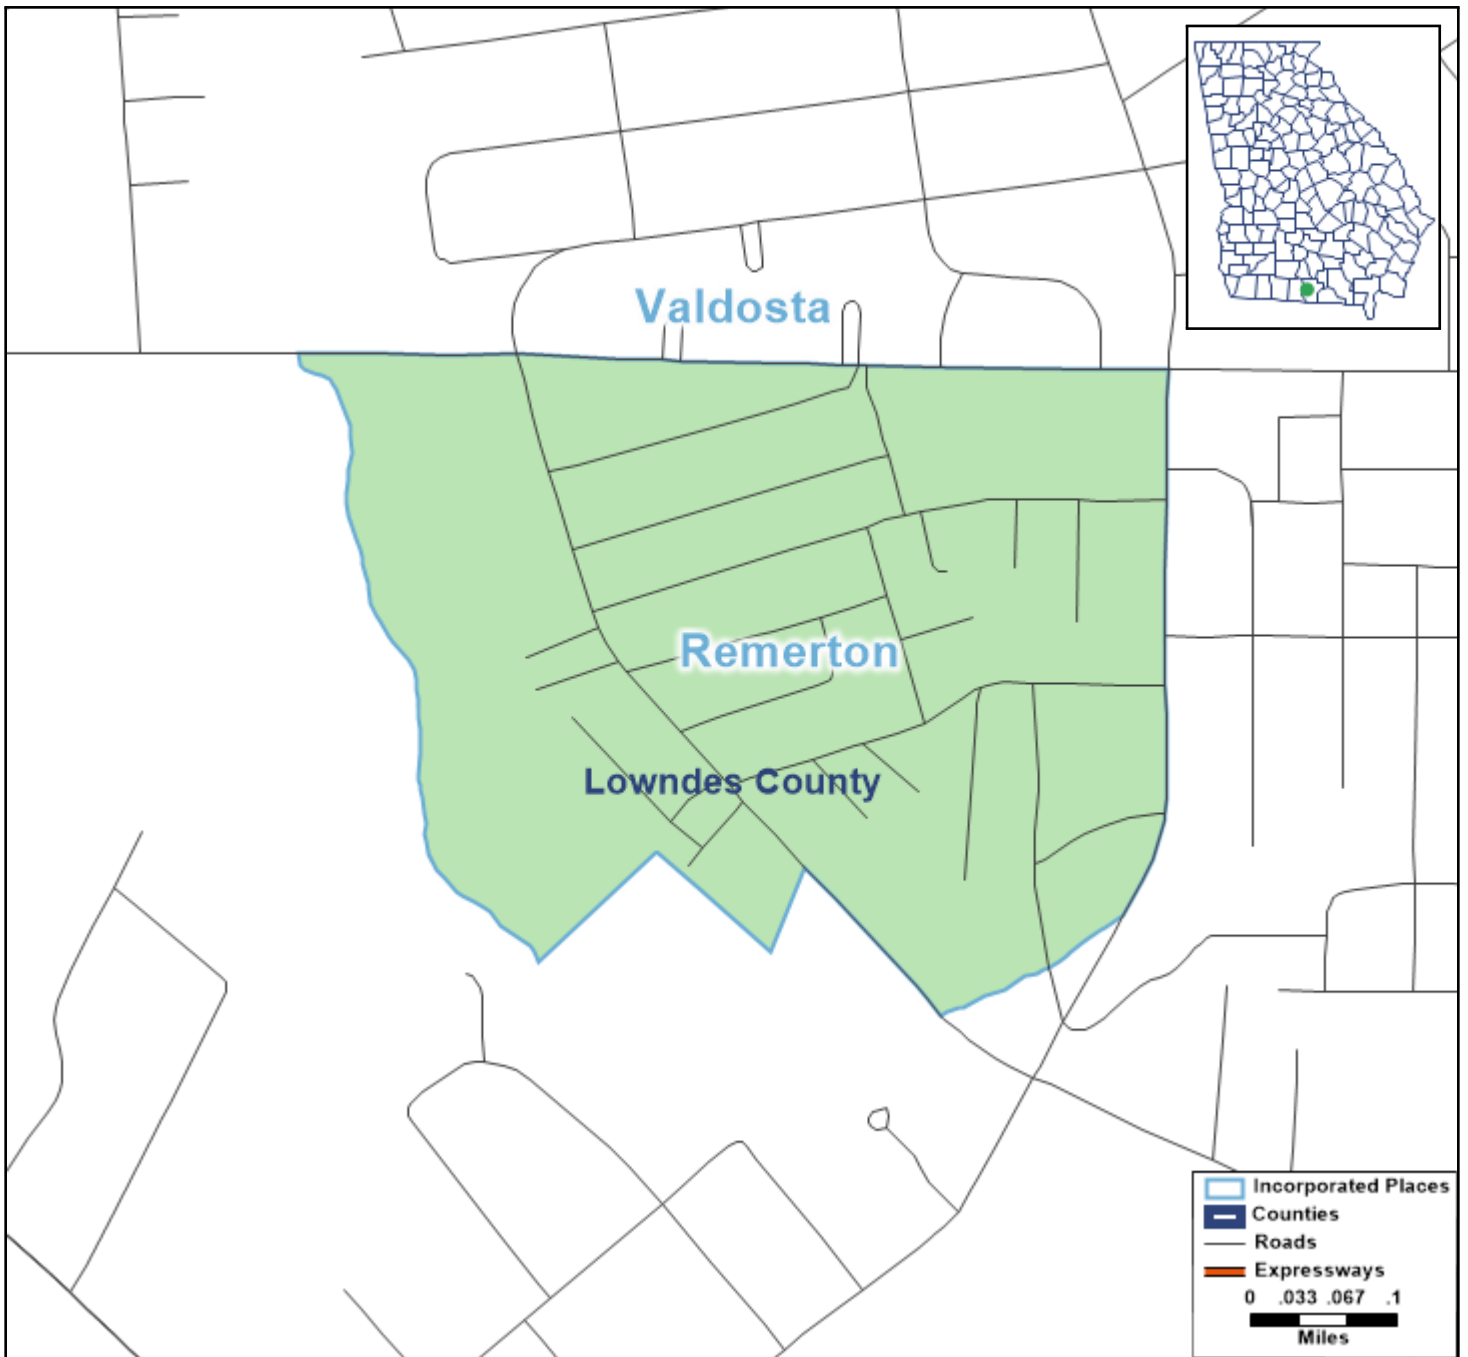 Valdosta
Remerton
Lowndes County
Incorporated Places
Counties
Roads
Expressways
0 .033 .067 .1
Miles